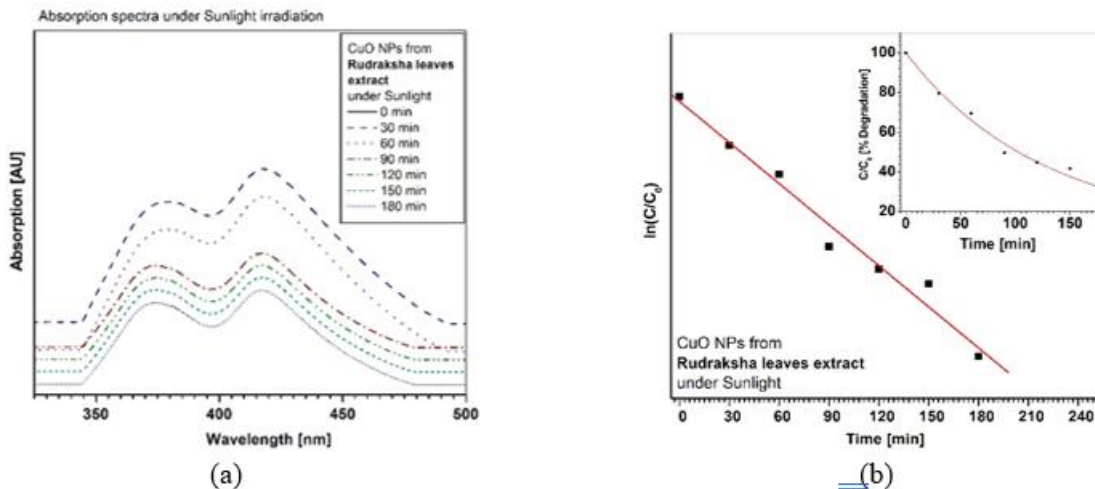 Absorption spectra under Sunlight irradiation
CuO NPs from
Rudraksha leaves
extract
under Sunlight
0 min
30 min
60 min
90 min
120 min
150 min
180 min
Absorption [AU]
350
400
450
500
Wavelength [nm]
(a)
ln(C/C0)
CuO NPs from
Rudraksha leaves extract
under Sunlight
0
30
60
90
120
150
180
210
240
Time [min]
C/C0 [% Degradation]
100
80
60
40
20
0
50
100
150
Time [min]
(b)